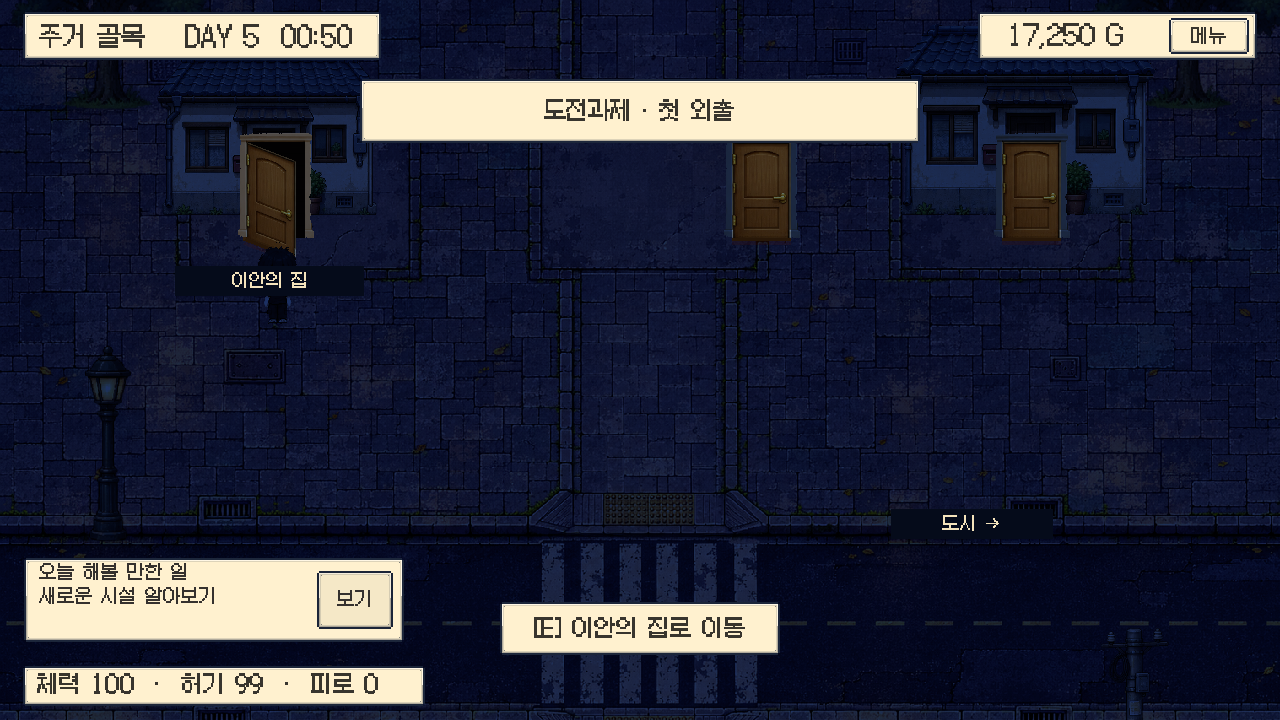 주거 골목 DAY 5 00:50
17,250 G
메뉴
도전과제 · 첫 외출
이안의 집
도시 →
오늘 해볼 만한 일
새로운 시설 알아보기
보기
[E] 이안의 집로 이동
체력 100 · 허기 99 · 피로 0